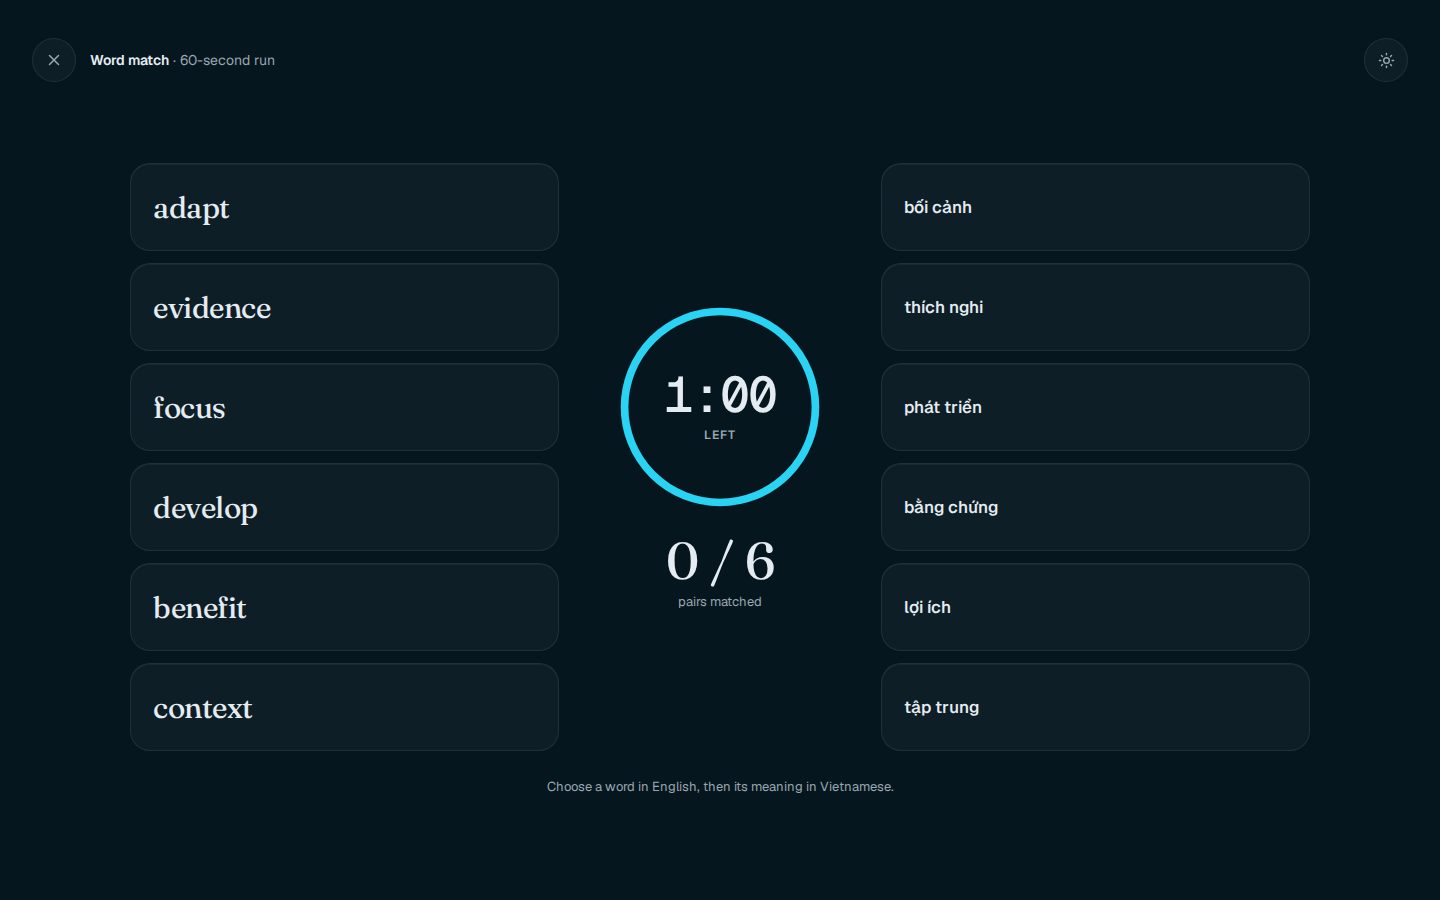 Word match · 60-second run
adapt
evidence
focus
develop
benefit
context
1:00
LEFT
0 / 6
pairs matched
bối cảnh
thích nghi
phát triển
bằng chứng
lợi ích
tập trung
Choose a word in English, then its meaning in Vietnamese.